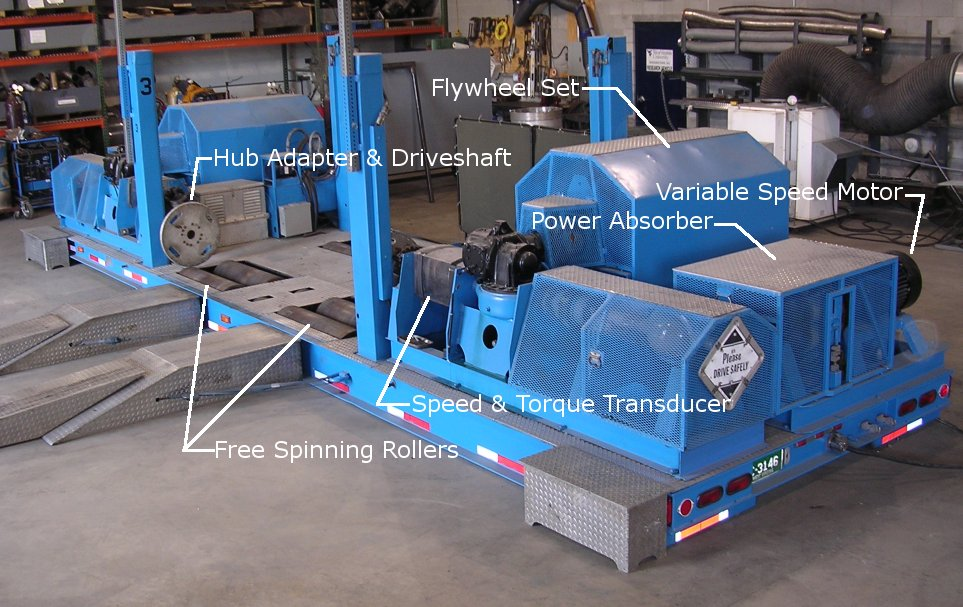 Flywheel Set
Hub Adapter & Driveshaft
Variable Speed Motor
Power Absorber
Please
DRIVE SAFELY
Speed & Torque Transducer
Free Spinning Rollers
3
-3146